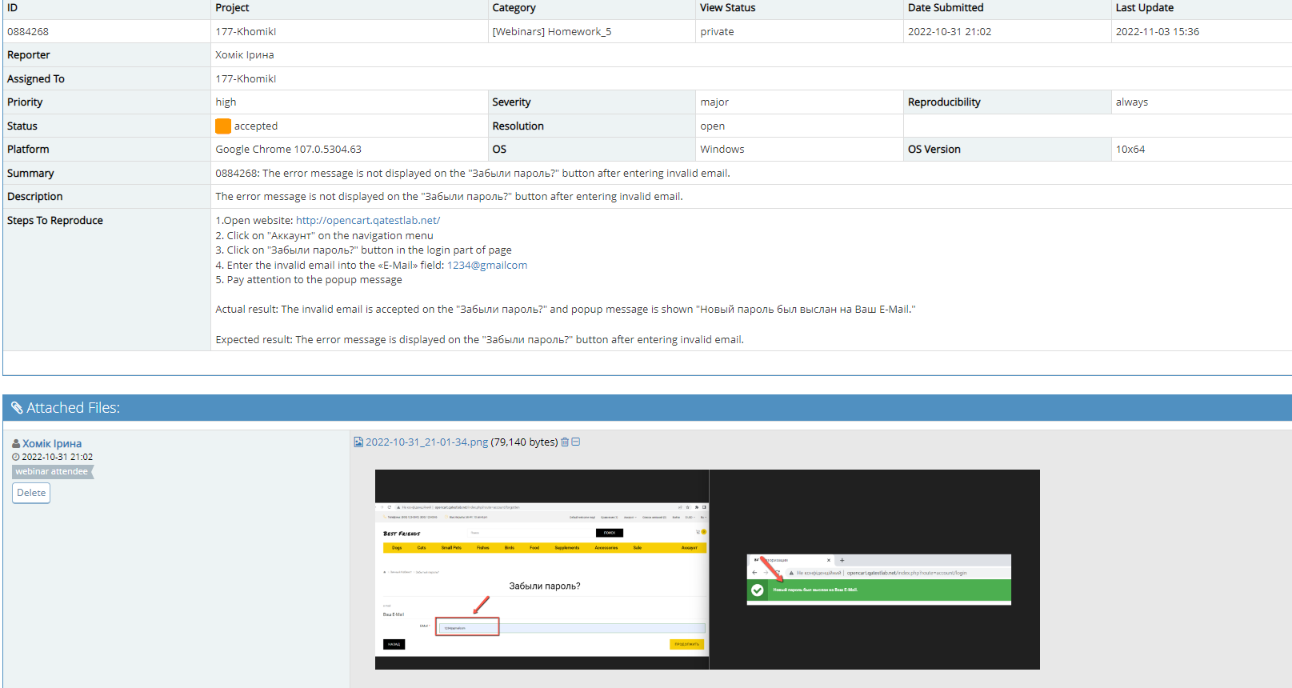 ID Project Category View Status Date Submitted Last Update
0884268 177-KhomikI [Webinars] Homework_5 private 2022-10-31 21:02 2022-11-03 15:36
Reporter Хомік Ірина
Assigned To 177-KhomikI
Priority high Severity major Reproducibility always
Status accepted Resolution open
Platform Google Chrome 107.0.5304.63 OS Windows OS Version 10x64
Summary 0884268: The error message is not displayed on the "Забыли пароль?" button after entering invalid email.
Description The error message is not displayed on the "Забыли пароль?" button after entering invalid email.
Steps To Reproduce 1.Open website: http://opencart.qatestlab.net/
2. Click on "Аккаунт" on the navigation menu
3. Click on "Забыли пароль?" button in the login part of page
4. Enter the invalid email into the «E-Mail» field: 1234@gmailcom
5. Pay attention to the popup message
Actual result: The invalid email is accepted on the "Забыли пароль?" and popup message is shown "Новый пароль был выслан на Ваш E-Mail."
Expected result: The error message is displayed on the "Забыли пароль?" button after entering invalid email.
Attached Files:
Хомік Ірина
2022-10-31 21:02
webinar attendee
Delete
2022-10-31_21-01-34.png (79,140 bytes)
BEST FRIENDS ПОИСК
Dogs Cats Small Pets Fishes Birds Food Supplements Accessories Sale Аккаунт
Забыли пароль?
Ваш E-Mail
НАЗАД ПРОДОЛЖИТЬ
opencart.qatestlab.net/index.php?route=account/login
Новый пароль был выслан на Ваш E-Mail.